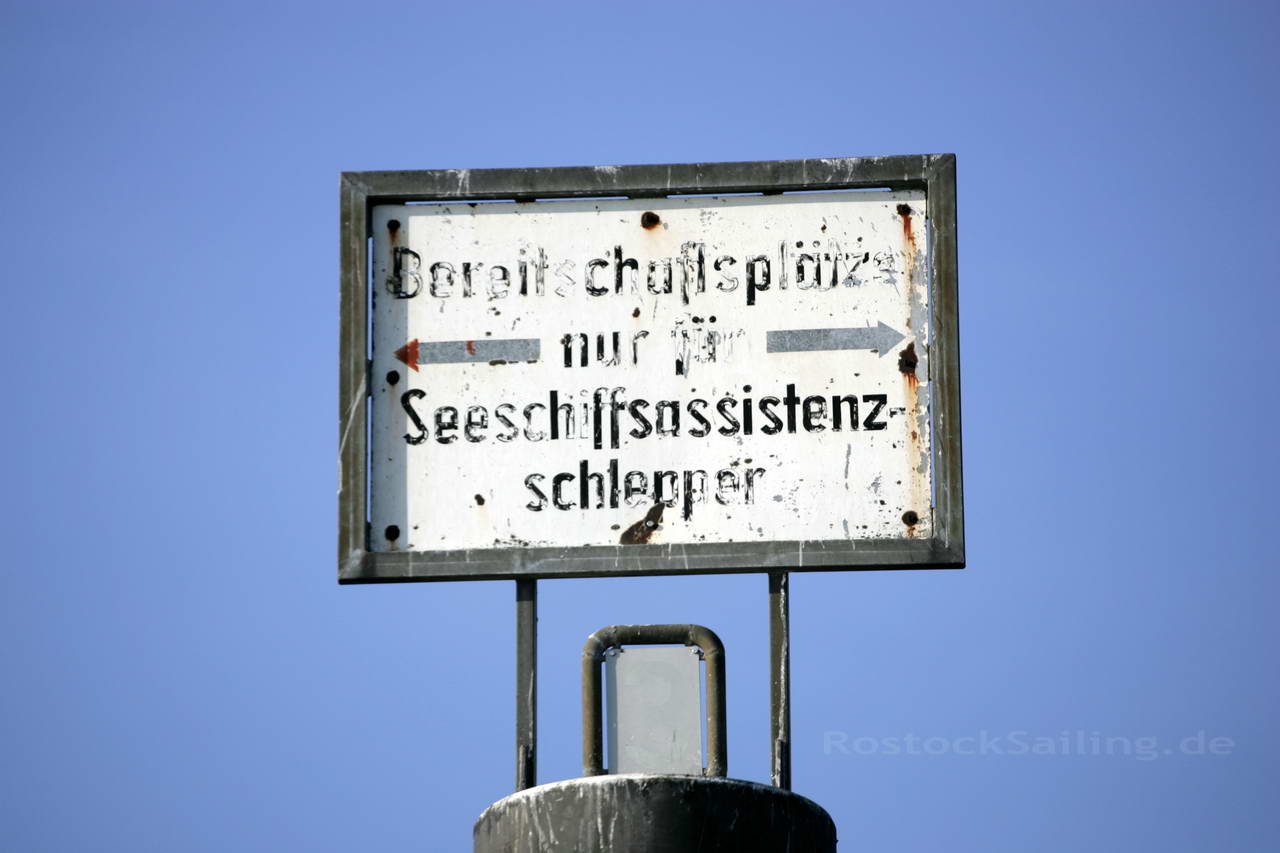 Bereitschaftsplätze
nur für
Seeschiffsassistenz-
schlepper
RostockSailing.de